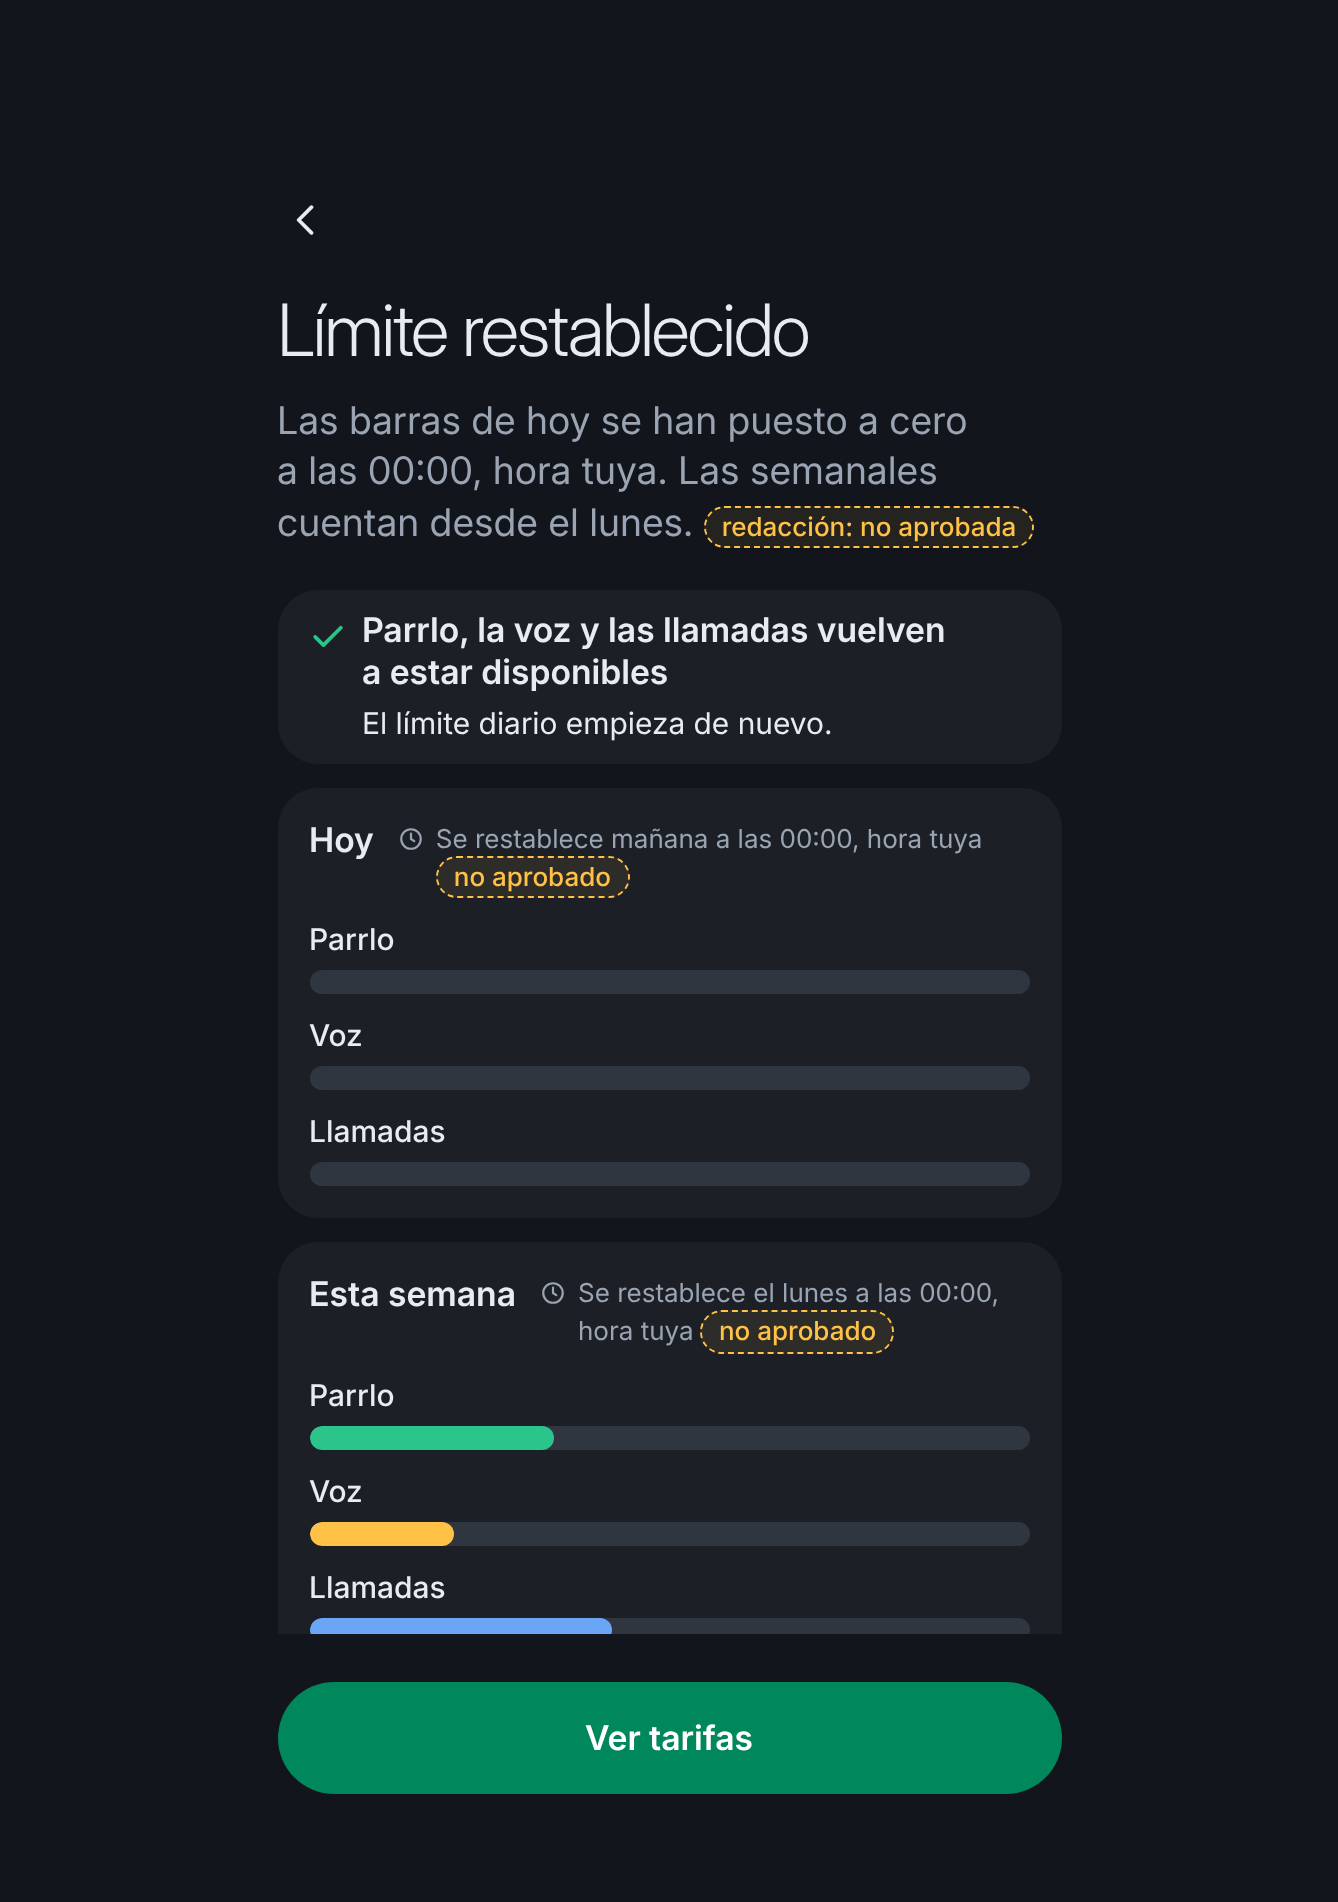 Límite restablecido
Las barras de hoy se han puesto a cero
a las 00:00, hora tuya. Las semanales
cuentan desde el lunes. redacción: no aprobada
Parrlo, la voz y las llamadas vuelven
a estar disponibles
El límite diario empieza de nuevo.
Hoy Se restablece mañana a las 00:00, hora tuya
no aprobado
Parrlo
Voz
Llamadas
Esta semana Se restablece el lunes a las 00:00,
hora tuya no aprobado
Parrlo
Voz
Llamadas
Ver tarifas